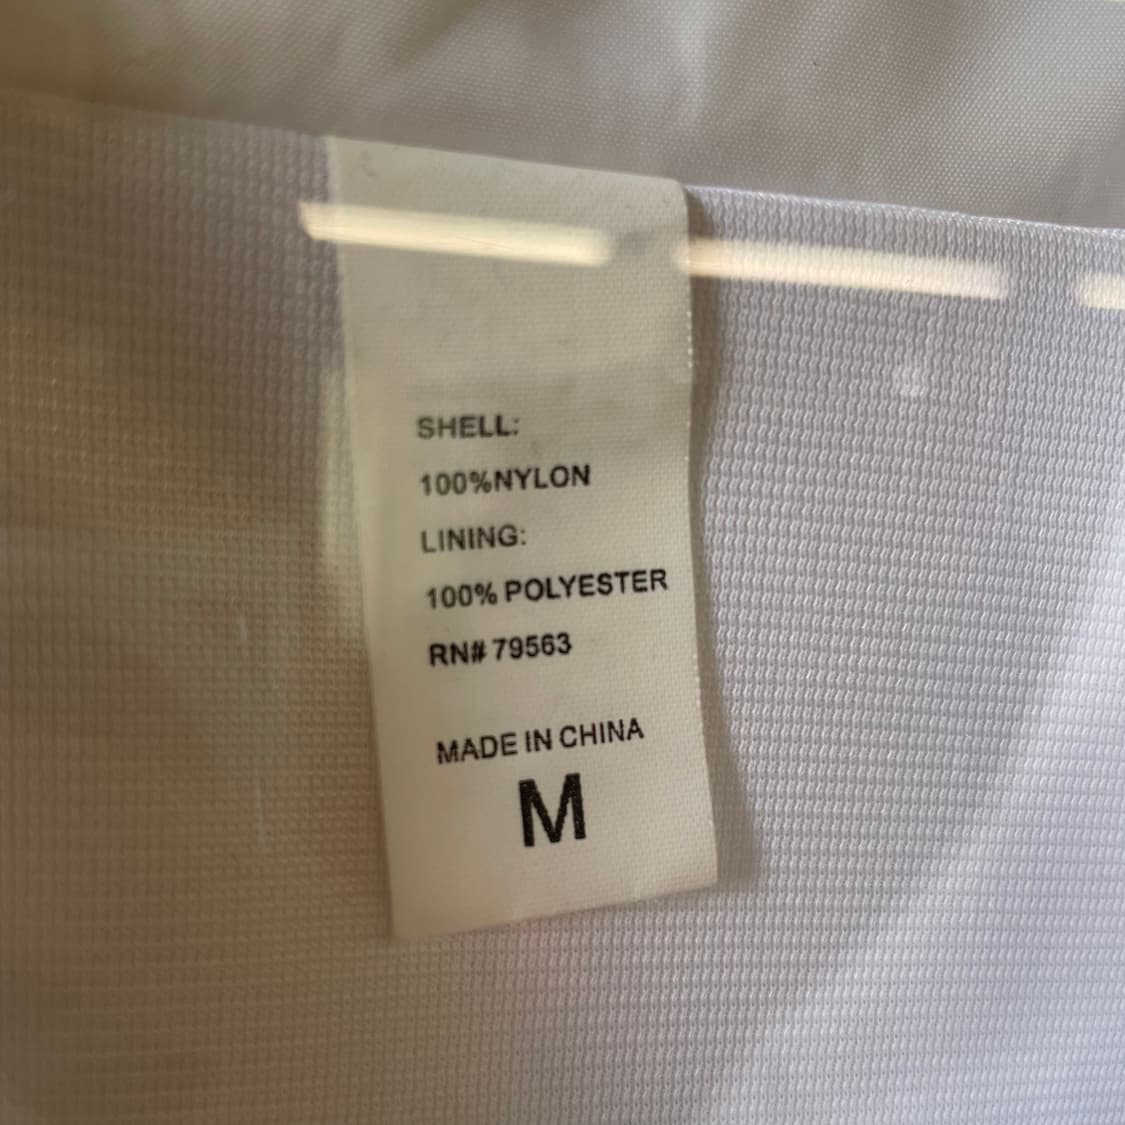 SHELL:
100%NYLON
LINING:
100% POLYESTER
RN# 79563
MADE IN CHINA
M